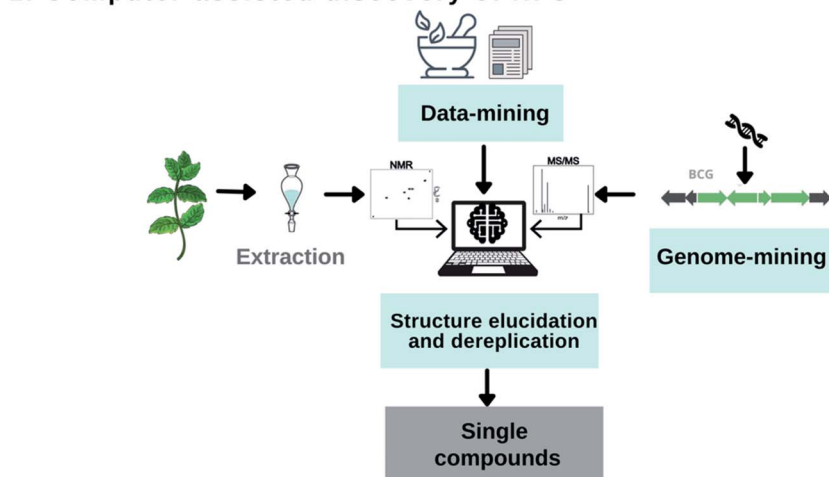 Data-mining
NMR
MS/MS
m/z
BCG
Extraction
Genome-mining
Structure elucidation
and dereplication
Single
compounds